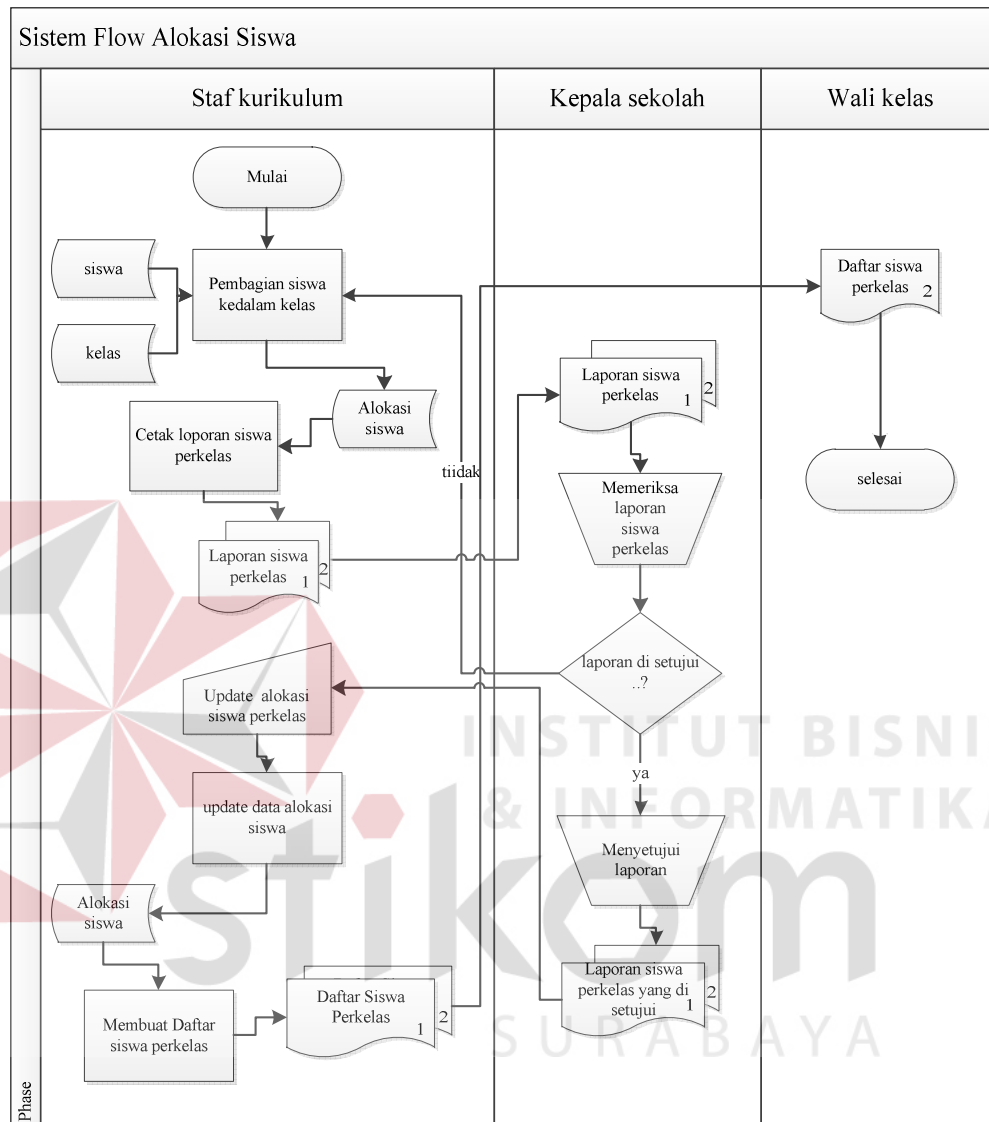 Sistem Flow Alokasi Siswa
Staf kurikulum
Kepala sekolah
Wali kelas
Mulai
siswa
kelas
Pembagian siswa
kedalam kelas
Alokasi
siswa
Cetak loporan siswa
perkelas
Laporan siswa
perkelas
1
2
Update alokasi
siswa perkelas
update data alokasi
siswa
Alokasi
siswa
Membuat Daftar
siswa perkelas
Daftar Siswa
Perkelas
1
2
tiidak
Laporan siswa
perkelas
1
2
Memeriksa
laporan
siswa
perkelas
laporan di setujui
..?
ya
Menyetujui
laporan
Laporan siswa
perkelas yang di
setujui
1
2
Daftar siswa
perkelas
2
selesai
Phase
INSTITUT BISNI
& INFORMATIKA
stikom
SURABAYA